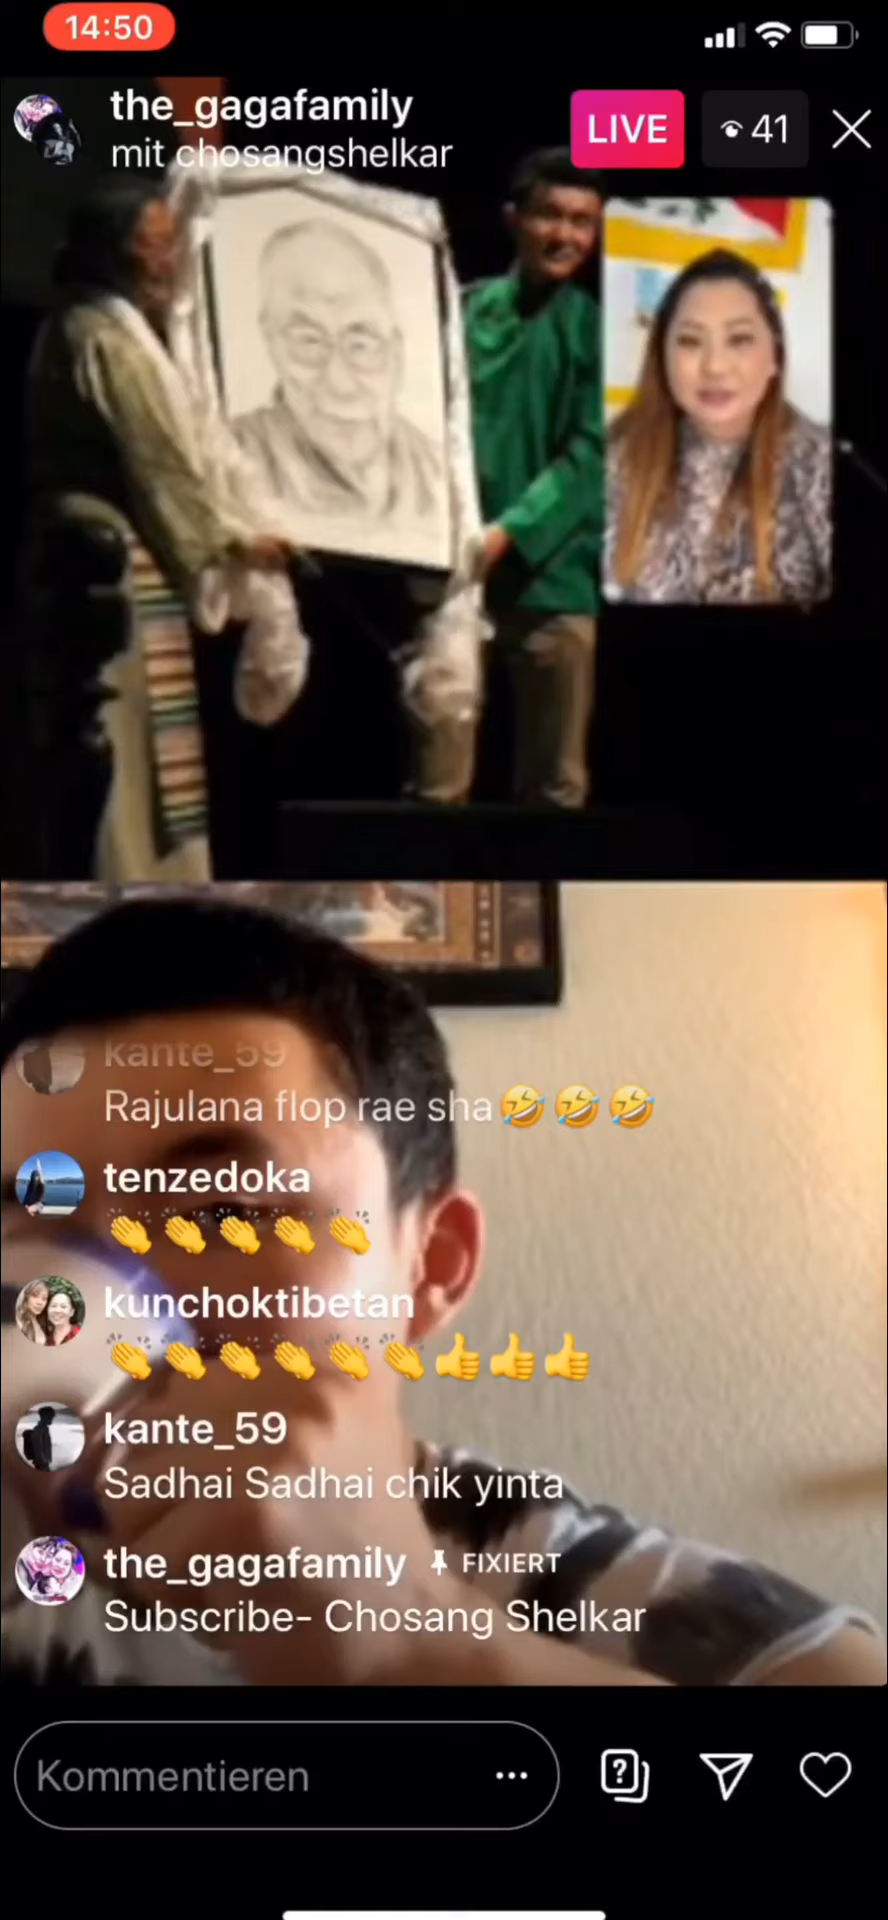 14:50
the_gagafamily
mit chosangshelkar
LIVE
41
kante_59
Rajulana flop rae sha🤣🤣🤣
tenzedoka
👏👏👏👏👏
kunchoktibetan
👏👏👏👏👏👏👍👍👍
kante_59
Sadhai Sadhai chik yinta
the_gagafamily FIXIERT
Subscribe- Chosang Shelkar
Kommentieren